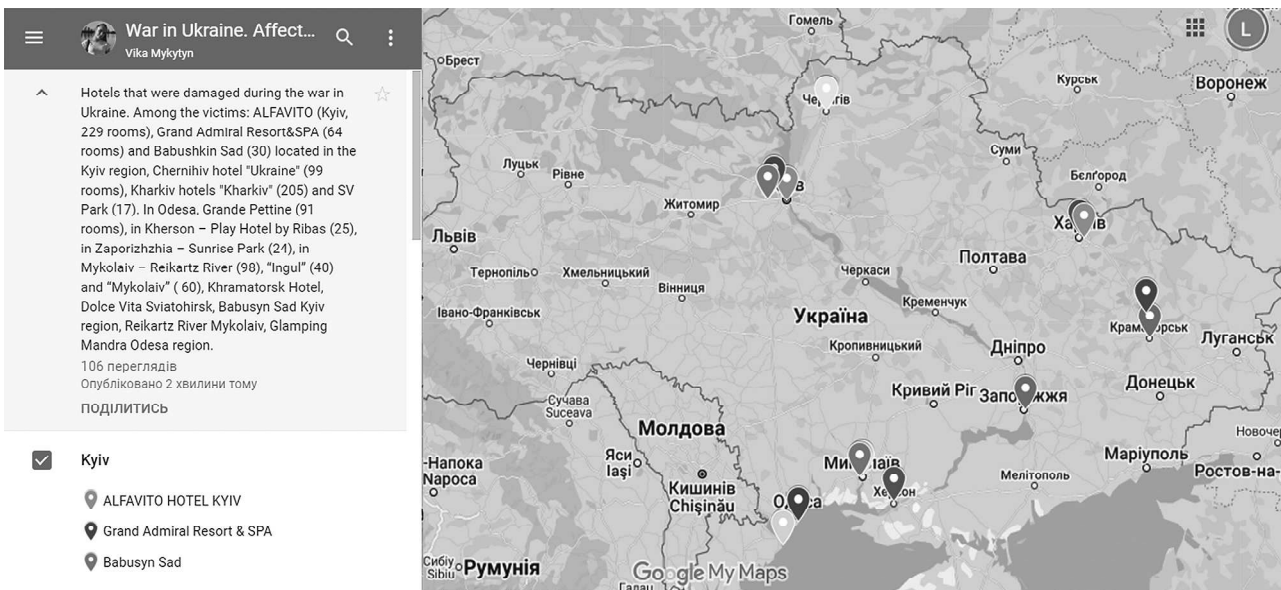 War in Ukraine. Affect...
Vika Mykytyn
Hotels that were damaged during the war in
Ukraine. Among the victims: ALFAVITO (Kyiv,
229 rooms), Grand Admiral Resort&SPA (64
rooms) and Babushkin Sad (30) located in the
Kyiv region, Chernihiv hotel "Ukraine" (99
rooms), Kharkiv hotels "Kharkiv" (205) and SV
Park (17). In Odesa. Grande Pettine (91
rooms), in Kherson – Play Hotel by Ribas (25),
in Zaporizhzhia – Sunrise Park (24), in
Mykolaiv – Reikartz River (98), “Ingul” (40)
and “Mykolaiv” ( 60), Khramatorsk Hotel,
Dolce Vita Sviatohirsk, Babusyn Sad Kyiv
region, Reikartz River Mykolaiv, Glamping
Mandra Odesa region.
106 переглядів
Опубліковано 2 хвилини тому
ПОДІЛИТИСЬ
Kyiv
ALFAVITO HOTEL KYIV
Grand Admiral Resort & SPA
Babusyn Sad
L
Гомель
Брест
Курськ
Воронеж
Суми
Луцьк
Рівне
Бєлґород
Житомир
Львів
Полтава
Тернопіль
Хмельницький
Черкаси
Вінниця
Кременчук
Івано-Франківськ
Україна
Луганськ
Кропивницький
Дніпро
Чернівці
Донецьк
Кривий Ріг
Сучава
Suceava
Молдова
Новочер
Маріуполь
-Напока
Napoca
Яси
Iași
Мелітополь
Ростов-на-
Кишинів
Chișinău
Сибіу
Sibiu
Румунія
Google My Maps
Галац